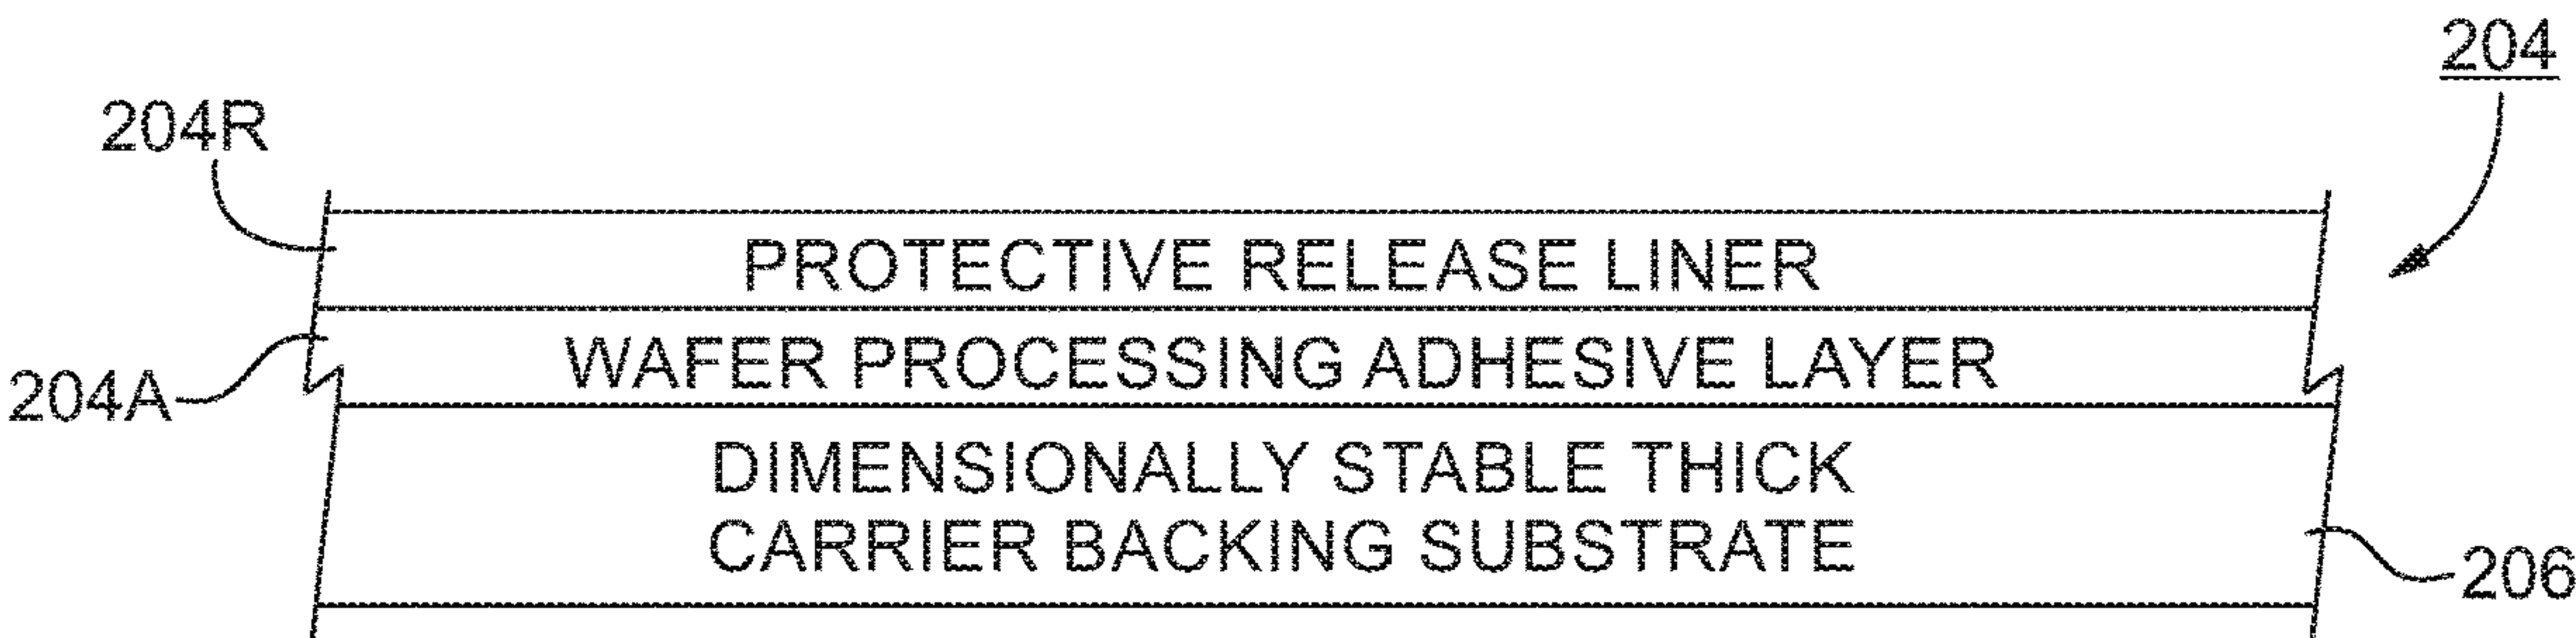 204
204R
PROTECTIVE RELEASE LINER
WAFER PROCESSING ADHESIVE LAYER
204A
DIMENSIONALLY STABLE THICK
CARRIER BACKING SUBSTRATE
206